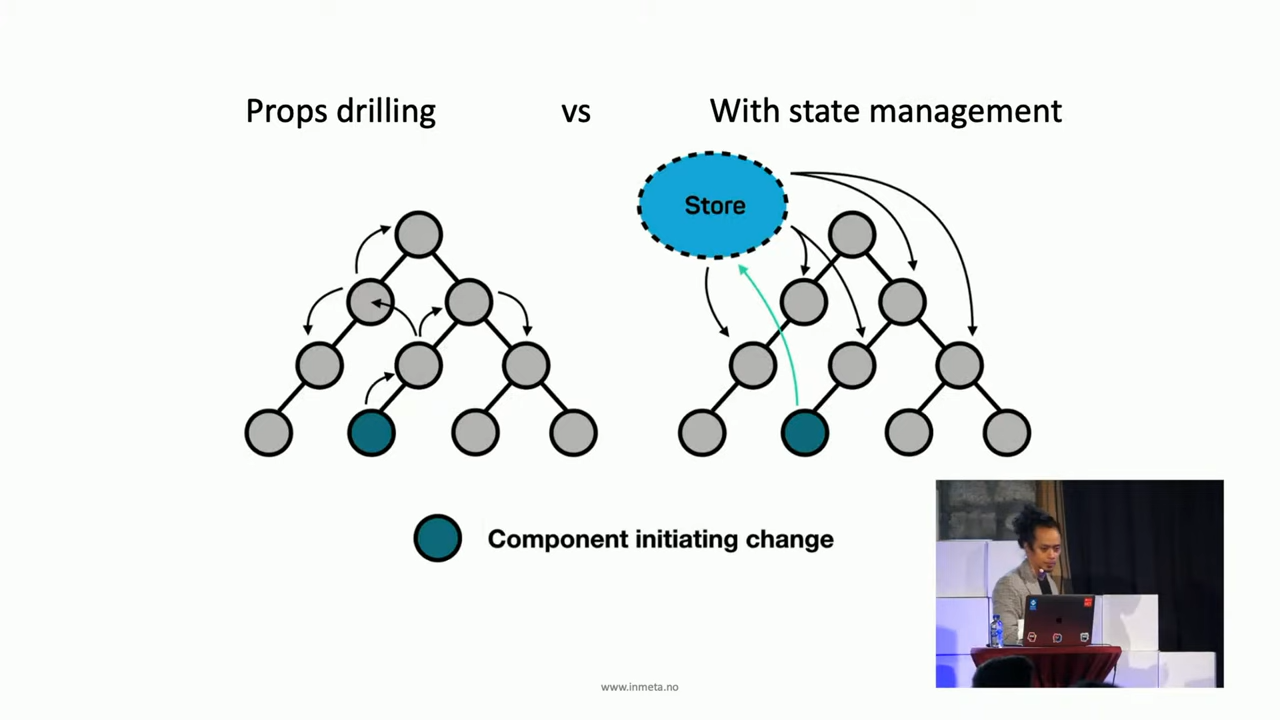 Props drilling vs With state management
Store
Component initiating change
www.inmeta.no